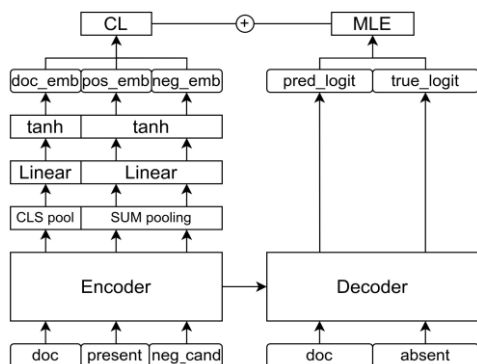 CL + MLE
doc_emb pos_emb neg_emb pred_logit true_logit
tanh tanh
Linear Linear
CLS pool SUM pooling
Encoder Decoder
doc present neg_cand doc absent